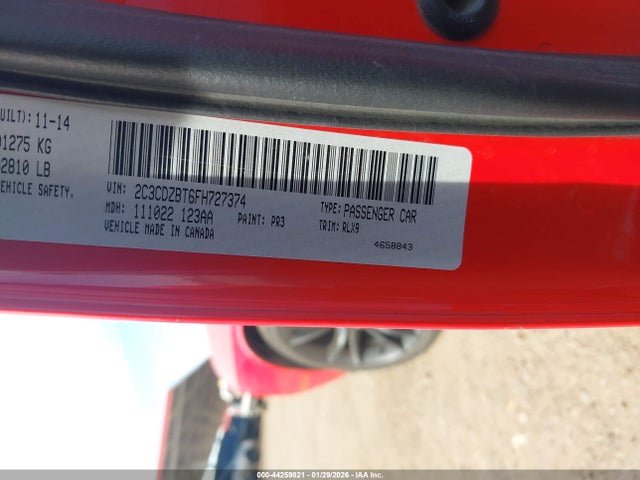 UILT): 11-14
01275 KG
2810 LB
EHICLE SAFETY,
VIN: 2C3CDZBT6FH727374
TYPE: PASSENGER CAR
MDH: 111022 123AA PAINT: PR3
TRIM: RLX9
VEHICLE MADE IN CANADA
4658843
000-44259821 - 01/29/2026 - IAA Inc.